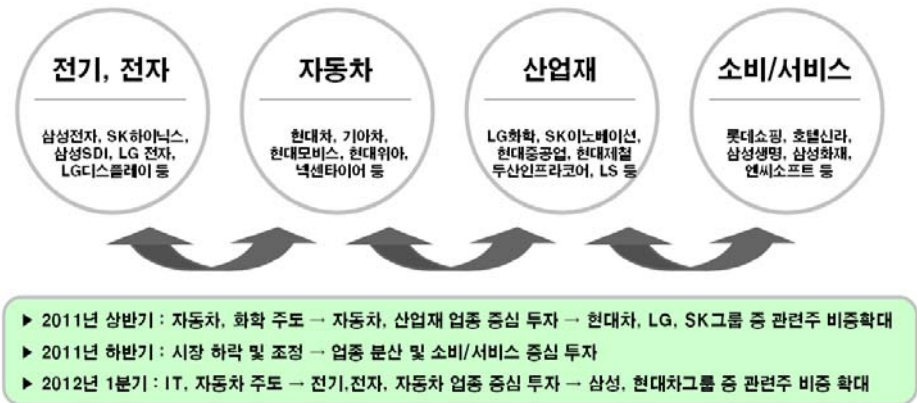 전기, 전자
삼성전자, SK하이닉스,
삼성SDI, LG 전자,
LG디스플레이 등
자동차
현대차, 기아차,
현대모비스, 현대위아,
넥센타이어 등
산업재
LG화학, SK이노베이션,
현대중공업, 현대제철
두산인프라코어, LS 등
소비/서비스
롯데쇼핑, 호텔신라,
삼성생명, 삼성화재,
엔씨소프트 등
▶ 2011년 상반기 : 자동차, 화학 주도 → 자동차, 산업재 업종 중심 투자 → 현대차, LG, SK그룹 중 관련주 비중확대
▶ 2011년 하반기 : 시장 하락 및 조정 → 업종 분산 및 소비/서비스 중심 투자
▶ 2012년 1분기 : IT, 자동차 주도 → 전기,전자, 자동차 업종 중심 투자 → 삼성, 현대차그룹 중 관련주 비중 확대